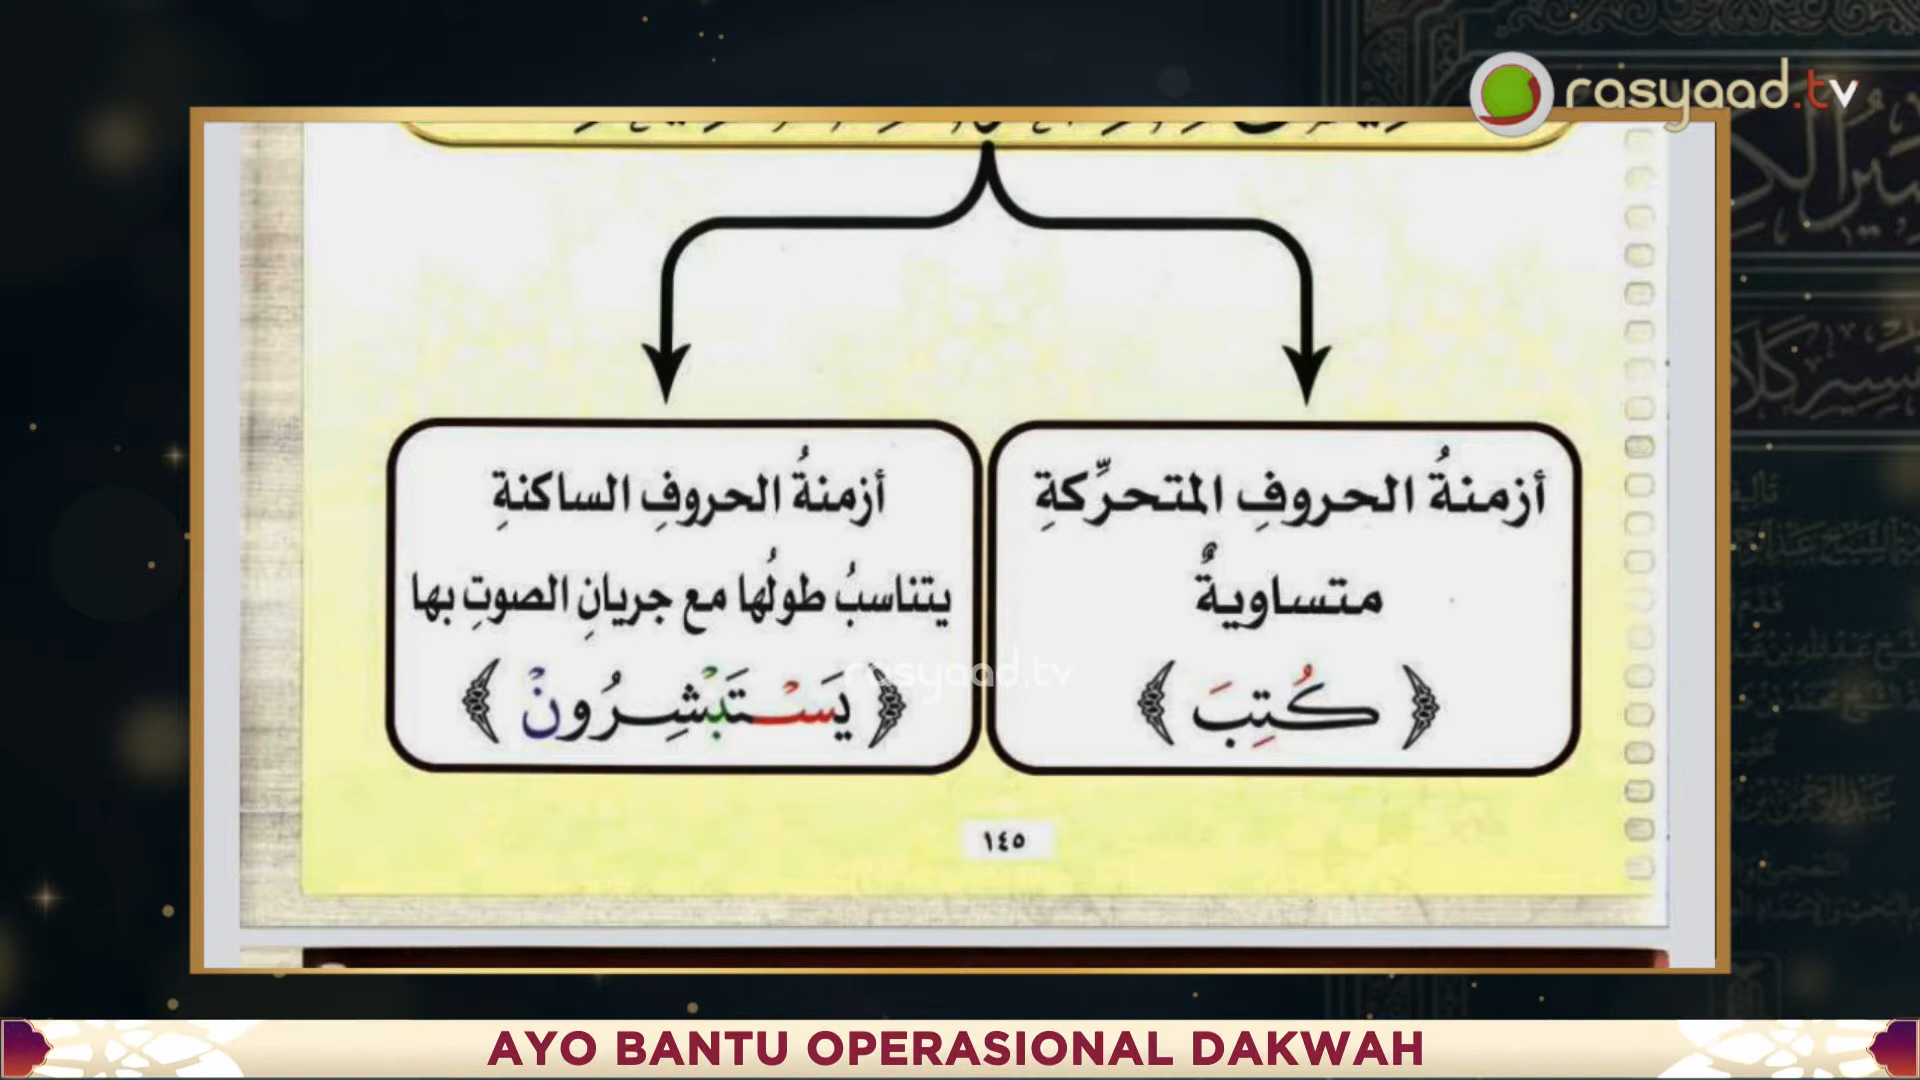 rasyaad.tv
أزمنةُ الحروفِ المتحرِّكةِ
متساويةٌ
﴿ كُتِبَ ﴾
أزمنةُ الحروفِ الساكنةِ
يتناسبُ طولُها مع جريانِ الصوتِ بها
﴿ يَسْتَبْشِرُونْ ﴾
rasyaad.tv
١٤٥
AYO BANTU OPERASIONAL DAKWAH